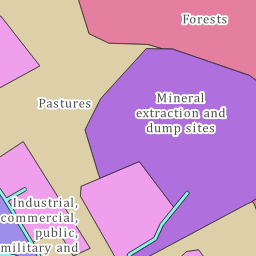 Forests
Pastures
Mineral
extraction and
dump sites
Industrial,
commercial,
public,
military and